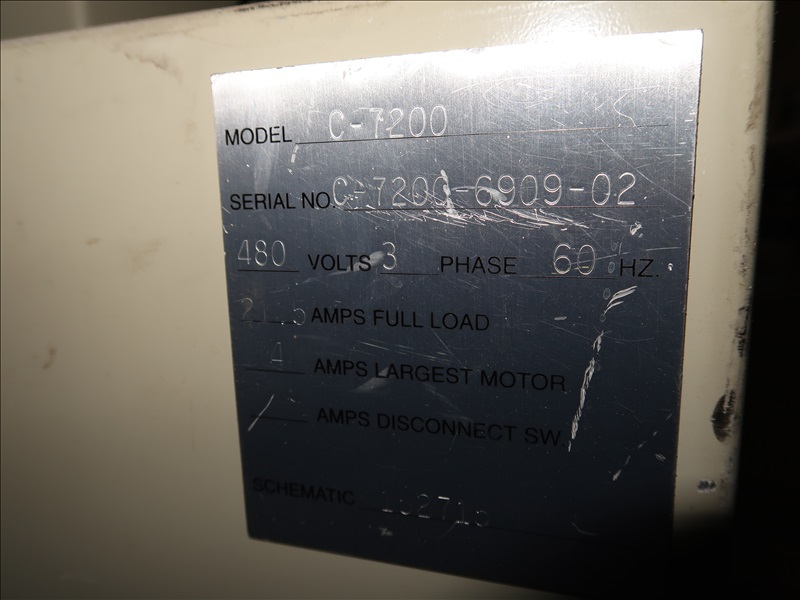 MODEL C-7200
SERIAL NO. C-7200-6909-02
480 VOLTS 3 PHASE 60 HZ.
AMPS FULL LOAD
4 AMPS LARGEST MOTOR
AMPS DISCONNECT SW.
SCHEMATIC